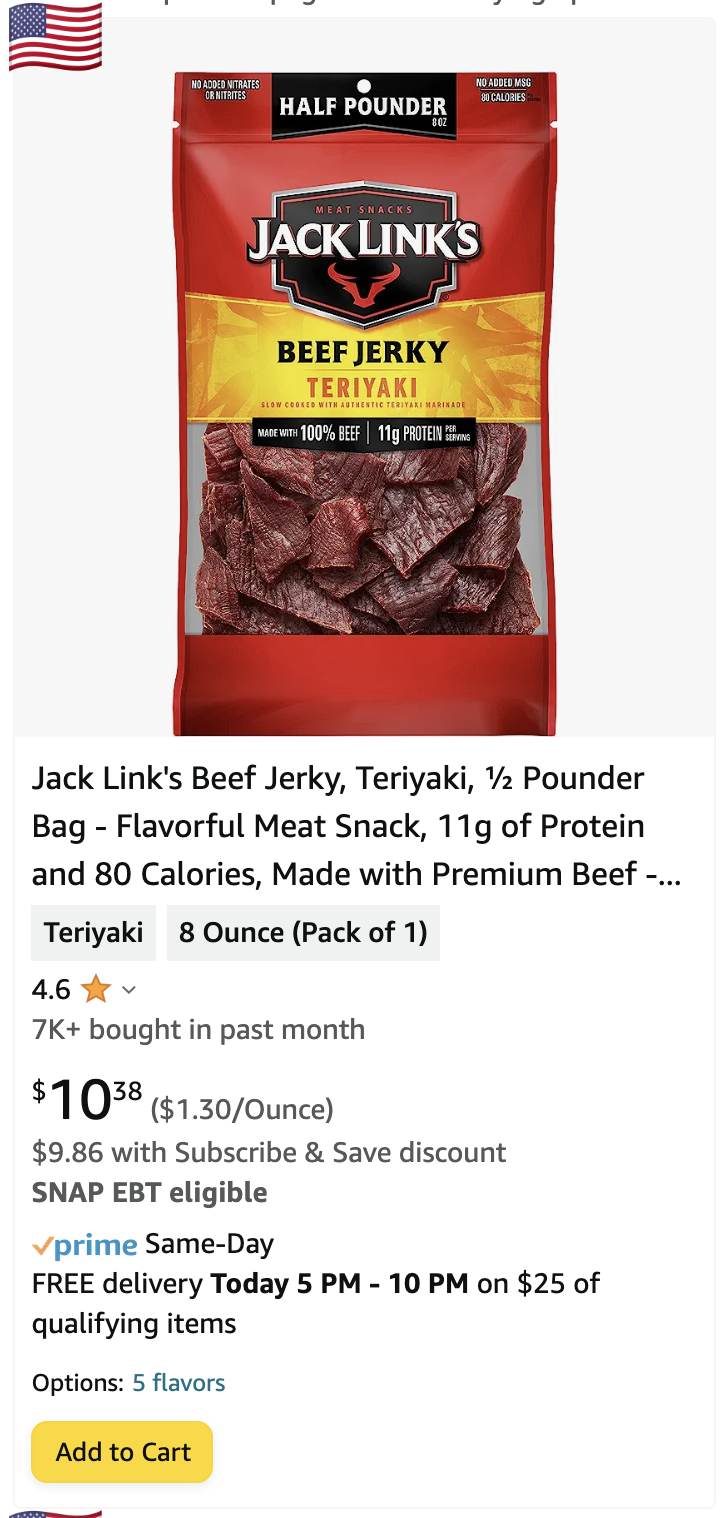 NO ADDED NITRATES
OR NITRITES
HALF POUNDER
8 OZ
NO ADDED MSG
80 CALORIES
MEAT SNACKS
JACK LINK'S
BEEF JERKY
TERIYAKI
SLOW COOKED WITH AUTHENTIC TERIYAKI MARINADE
MADE WITH 100% BEEF | 11g PROTEIN PER SERVING
Jack Link's Beef Jerky, Teriyaki, ½ Pounder
Bag - Flavorful Meat Snack, 11g of Protein
and 80 Calories, Made with Premium Beef -...
Teriyaki 8 Ounce (Pack of 1)
4.6
7K+ bought in past month
$10.38 ($1.30/Ounce)
$9.86 with Subscribe & Save discount
SNAP EBT eligible
prime Same-Day
FREE delivery Today 5 PM - 10 PM on $25 of
qualifying items
Options: 5 flavors
Add to Cart